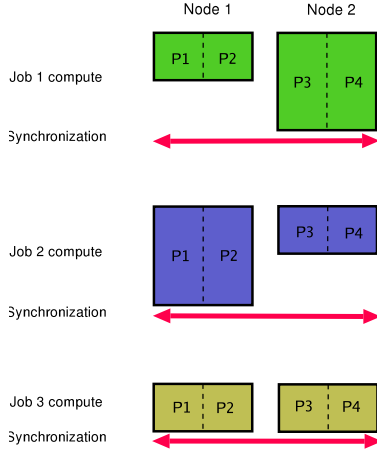 Node 1 Node 2
P1 P2
Job 1 compute P3 P4
Synchronization
P3 P4
Job 2 compute P1 P2
Synchronization
Job 3 compute P1 P2 P3 P4
Synchronization